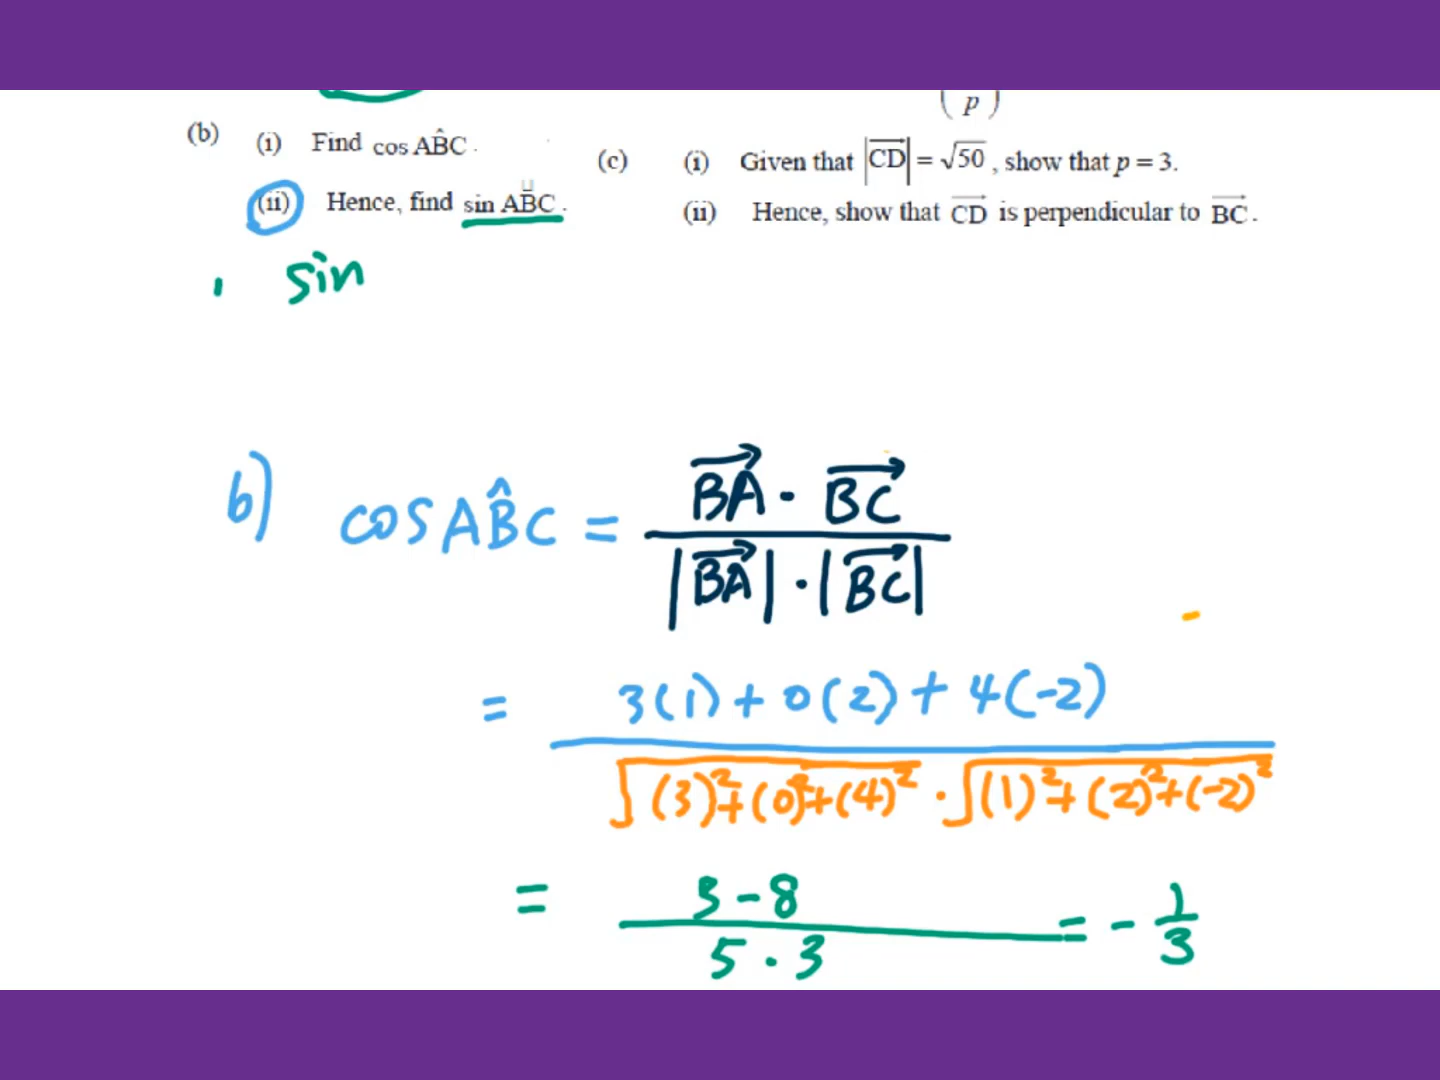 ( p )
(b) (i) Find cos AB̂C .
(ii) Hence, find sin AB̂C .
(c) (i) Given that |CD→| = √50 , show that p = 3.
(ii) Hence, show that CD→ is perpendicular to BC→ .
sin
b) cos AB̂C = BA→ · BC→
|BA→| · |BC→|
= 3(1) + 0(2) + 4(-2)
√(3)²+(0)²+(4)² · √(1)²+(2)²+(-2)²
= 3 - 8
5 · 3
= - 1/3